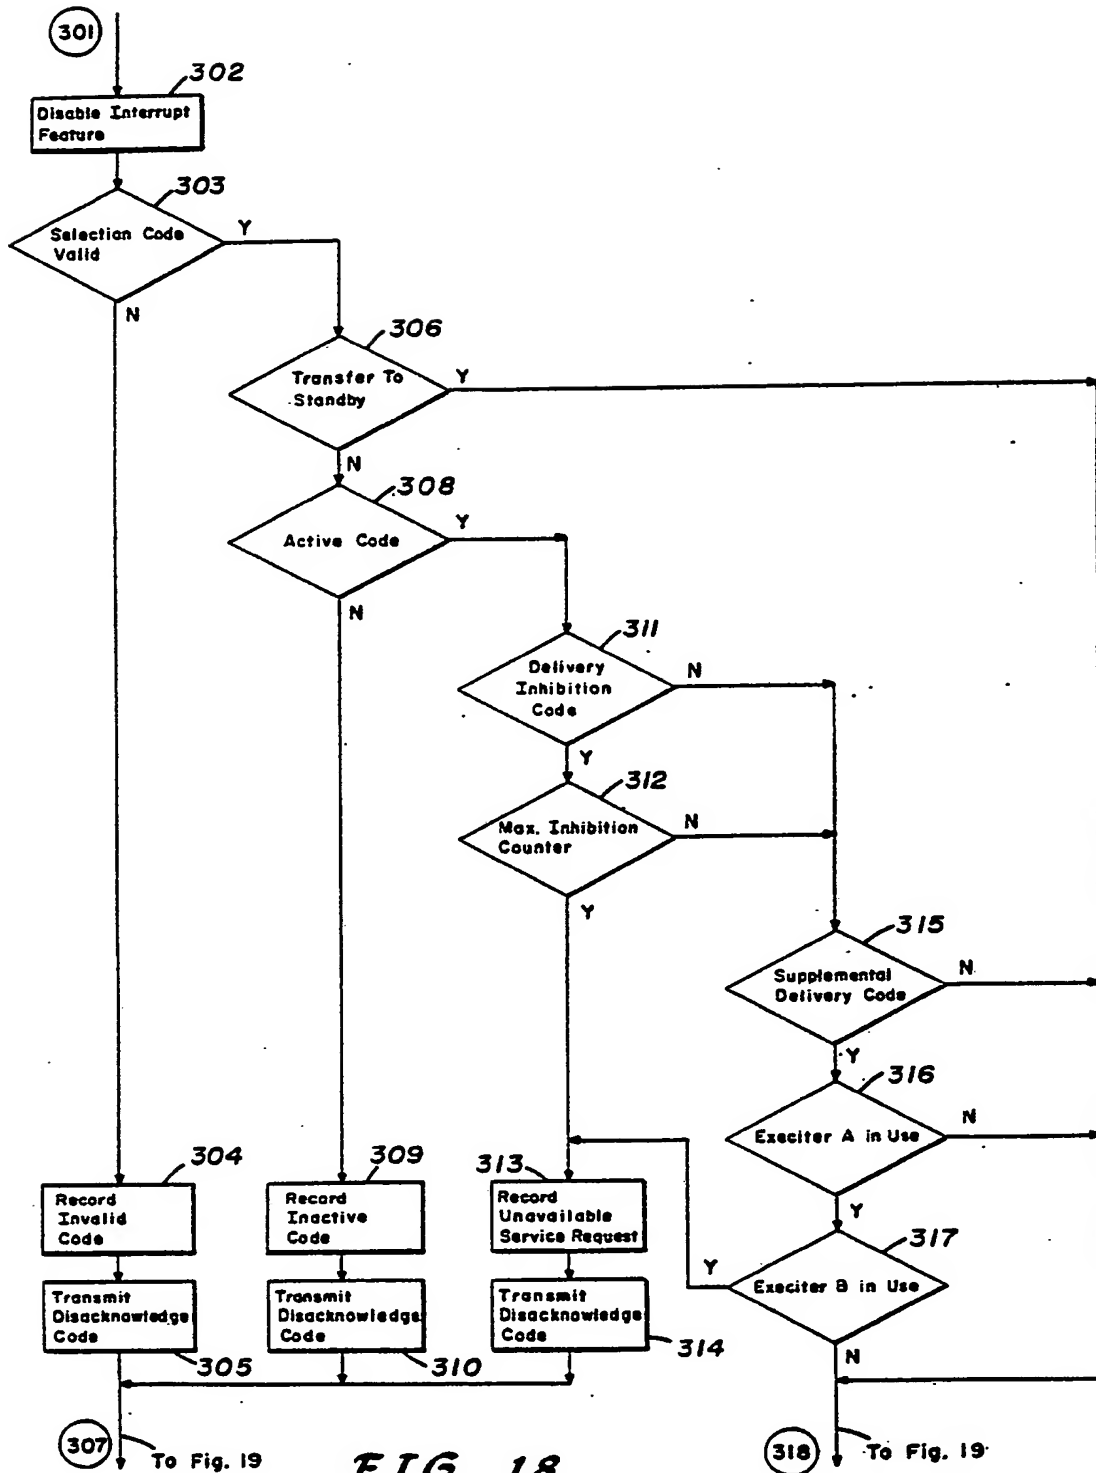 301
302
Disable Interrupt
Feature
303
Selection Code
Valid
Y
N
306
Transfer To
Standby
Y
N
308
Active Code
Y
N
311
Delivery
Inhibition
Code
N
Y
312
Max. Inhibition
Counter
N
Y
315
Supplemental
Delivery Code
N
Y
316
Execiter A in Use
N
Y
317
Execiter B in Use
Y
N
304
Record
Invalid
Code
309
Record
Inactive
Code
313
Record
Unavailable
Service Request
Transmit
Disacknowledge
Code
305
Transmit
Disacknowledge
Code
310
Transmit
Disacknowledge
Code
314
307
To Fig. 19
FIG. 18
318
To Fig. 19